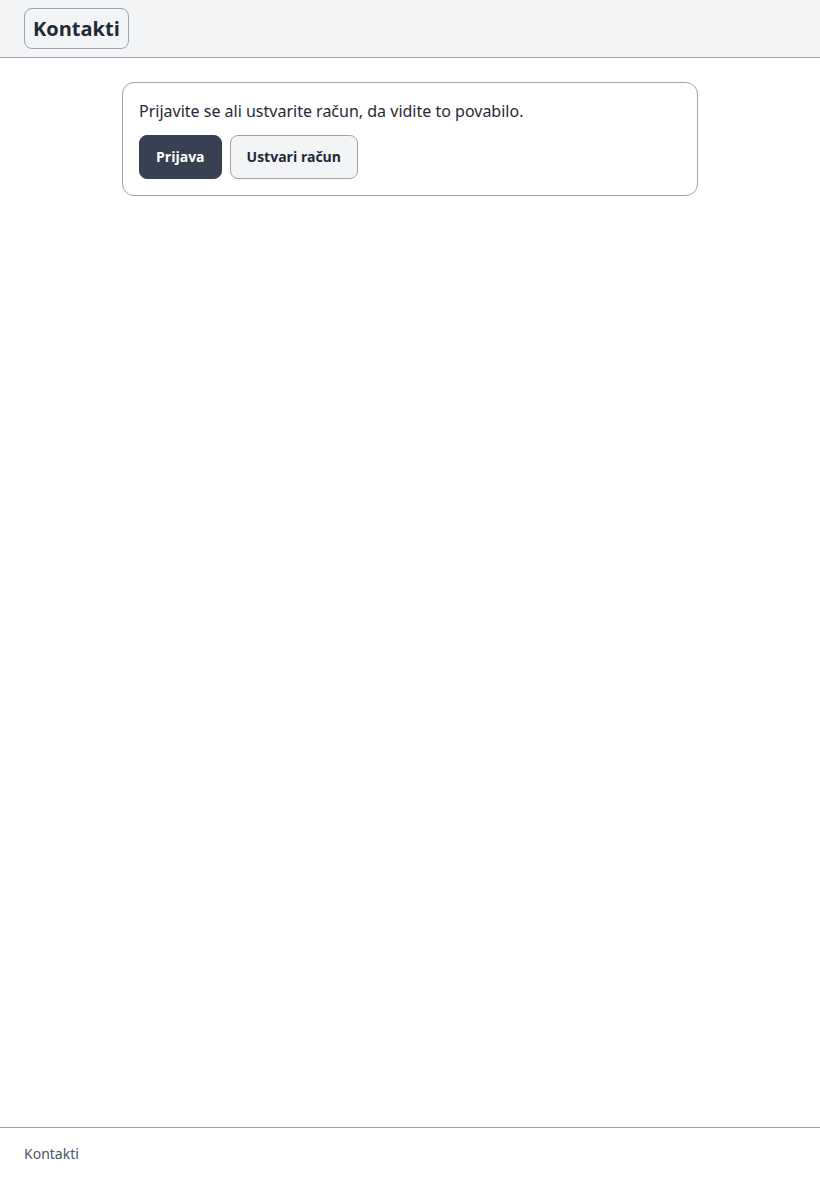 Kontakti
Prijavite se ali ustvarite račun, da vidite to povabilo.
Prijava
Ustvari račun
Kontakti